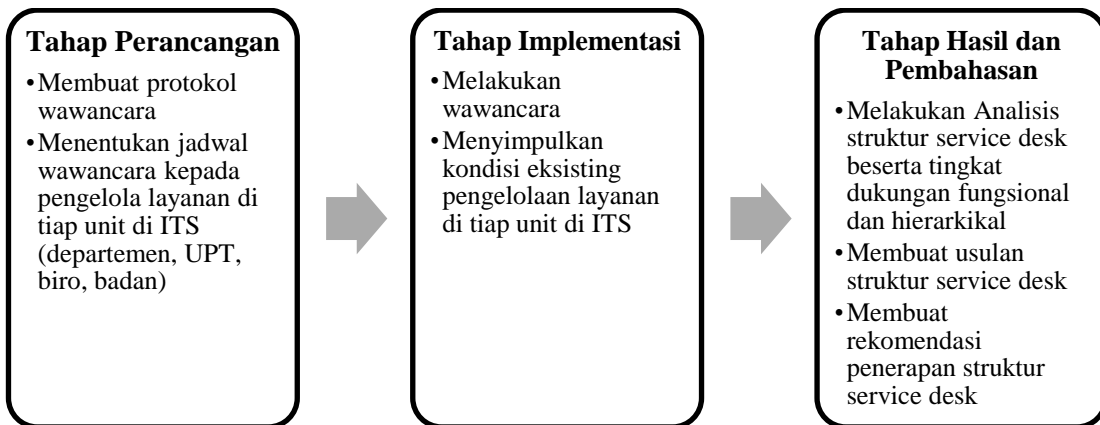 Tahap Perancangan
•Membuat protokol
wawancara
•Menentukan jadwal
wawancara kepada
pengelola layanan di
tiap unit di ITS
(departemen, UPT,
biro, badan)
Tahap Implementasi
•Melakukan
wawancara
•Menyimpulkan
kondisi eksisting
pengelolaan layanan
di tiap unit di ITS
Tahap Hasil dan
Pembahasan
•Melakukan Analisis
struktur service desk
beserta tingkat
dukungan fungsional
dan hierarkikal
•Membuat usulan
struktur service desk
•Membuat
rekomendasi
penerapan struktur
service desk